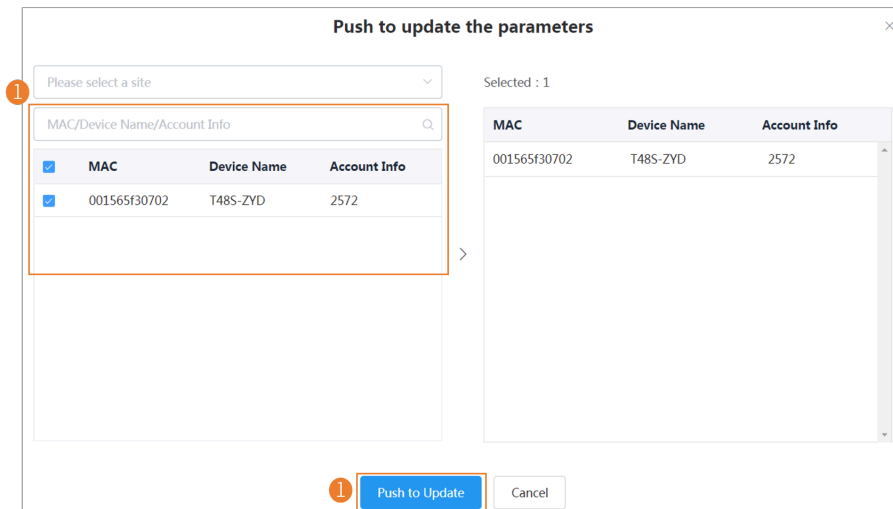 Push to update the parameters
Please select a site
Selected : 1
1
MAC/Device Name/Account Info
MAC Device Name Account Info
001565f30702 T48S-ZYD 2572
MAC Device Name Account Info
001565f30702 T48S-ZYD 2572
1
Push to Update
Cancel